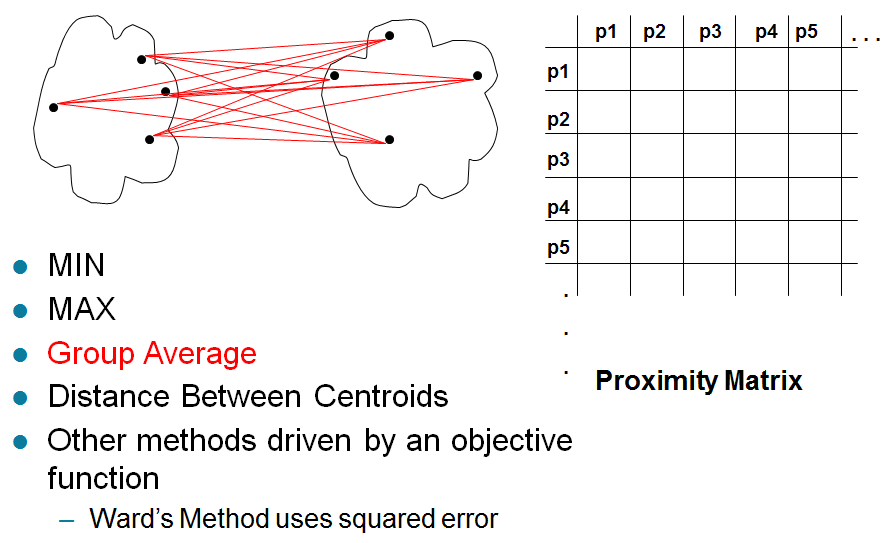 p1 p2 p3 p4 p5 . . .
p1
p2
p3
p4
p5
.
.
.
Proximity Matrix
● MIN
● MAX
● Group Average
● Distance Between Centroids
● Other methods driven by an objective
function
– Ward’s Method uses squared error